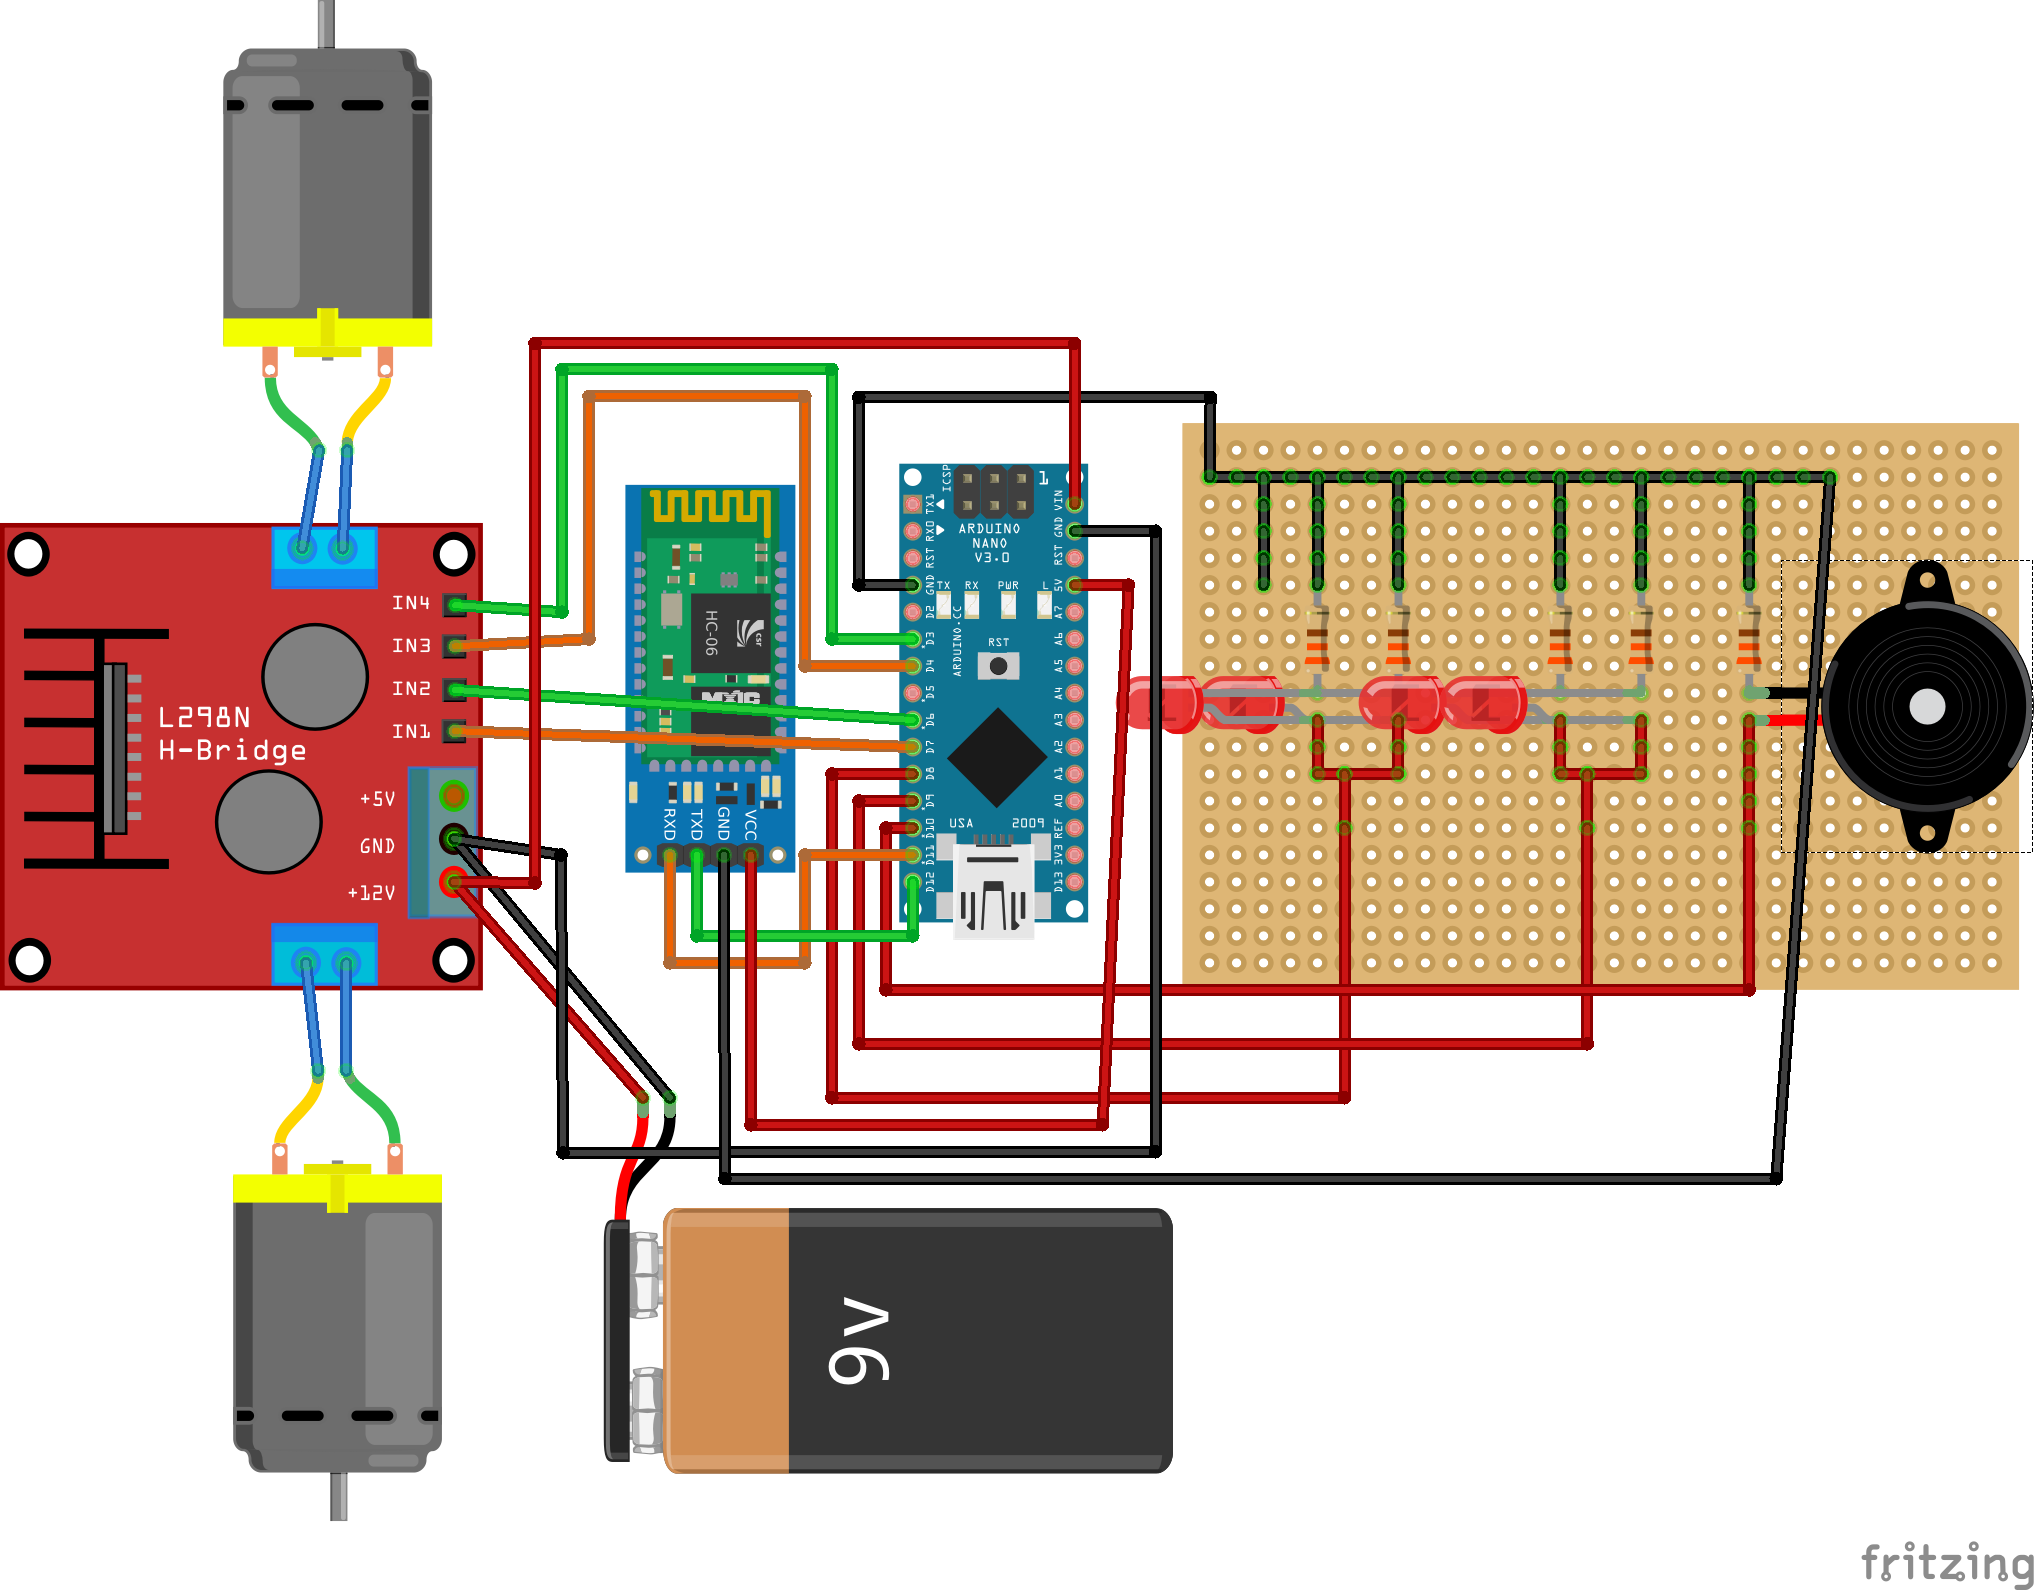 IN4
IN3
IN2
IN1
L298N
H-Bridge
+5V
GND
+12V
HC-06
csr
MXIC
RXD
TXD
GND
VCC
ICSP
1
TX1
RX0
RST
GND
D2
D3
D4
D5
D6
D7
D8
D9
D10
D11
D12
ARDUINO
NANO
V3.0
TX
RX
PWR
L
ARDUINO.CC
RST
USA
2009
VIN
GND
RST
5V
A7
A6
A5
A4
A3
A2
A1
A0
REF
3V3
D13
9v
fritzing